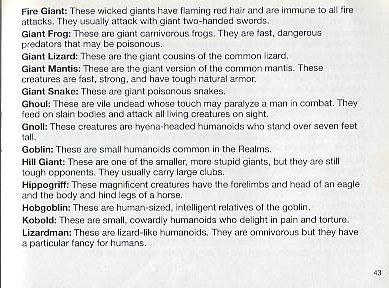 Fire Giant: These wicked giants have flaming red hair and are immune to all fire
attacks. They usually attack with giant two-handed swords.
Giant Frog: These are giant carnivorous frogs. They are fast, dangerous
predators that may be poisonous.
Giant Lizard: These are the giant cousins of the common lizard.
Giant Mantis: These are the giant version of the common mantis. These
creatures are fast, strong, and have tough natural armor.
Giant Snake: These are giant poisonous snakes.
Ghoul: These are vile undead whose touch may paralyze a man in combat. They
feed on slain bodies and attack all living creatures on sight.
Gnoll: These creatures are hyena-headed humanoids who stand over seven feet
tall.
Goblin: These are small humanoids common in the Realms.
Hill Giant: These are one of the smaller, more stupid giants, but they are still
tough opponents. They usually carry large clubs.
Hippogriff: These magnificent creatures have the forelimbs and head of an eagle
and the body and hind legs of a horse.
Hobgoblin: These are human-sized, intelligent relatives of the goblin.
Kobold: These are small, cowardly humanoids who delight in pain and torture.
Lizardman: These are lizard-like humanoids. They are omnivorous but they have
a particular fancy for humans.
43